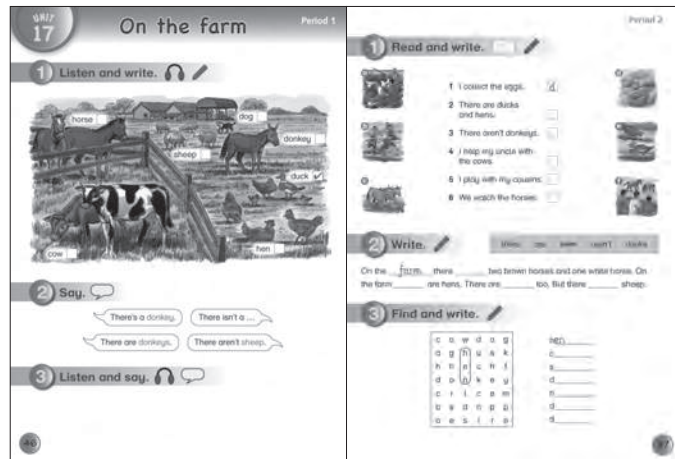 UNIT
17
On the farm
Period 1
1 Listen and write.
horse
dog
donkey
sheep
duck ✓
cow
hen
2 Say.
There's a donkey.
There isn't a ...
There are donkeys.
There aren't sheep.
3 Listen and say.
46
Period 2
1 Read and write.
1 I collect the eggs. d
2 There are ducks
and hens.
3 There aren't donkeys.
4 I help my uncle with
the cows.
5 I play with my cousins.
6 We watch the horses.
2 Write.
aren't ducks
On the farm there ______ two brown horses and one white horse. On
the farm ______ are hens. There are ______ too. But there ______ sheep.
3 Find and write.
hen
c
s
d
h
d
d
47